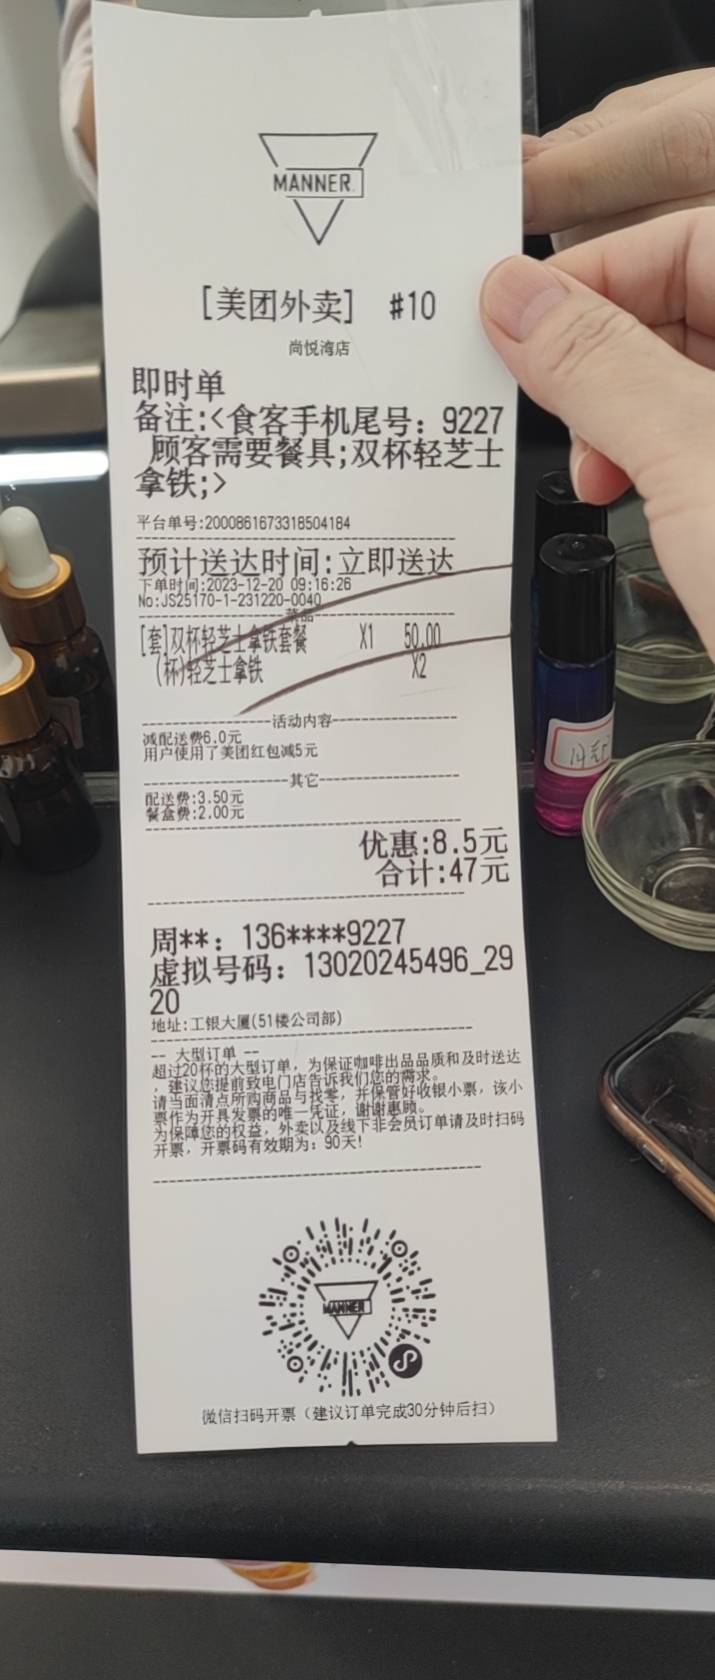 MANNER.
[美团外卖] #10
尚悦湾店
即时单
备注:<食客手机尾号: 9227
顾客需要餐具;双杯轻芝士
拿铁;>
平台单号:2000861673318504184
预计送达时间:立即送达
下单时间:2023-12-20 09:16:26
No:JS25170-1-231220-0040
菜品
[套]双杯轻芝士拿铁套餐 X1 50.00
(杯)轻芝士拿铁 X2
活动内容
减配送费6.0元
用户使用了美团红包减5元
其它
配送费:3.50元
餐盒费:2.00元
优惠:8.5元
合计:47元
周**: 136****9227
虚拟号码: 13020245496_29
20
地址:工银大厦(51楼公司部)
-- 大型订单 --
超过20杯的大型订单, 为保证咖啡出品品质和及时送达
, 建议您提前致电门店告诉我们您的需求。
请当面清点所购商品与找零, 并保管好收银小票, 该小
票作为开具发票的唯一凭证, 谢谢惠顾。
为保障您的权益, 外卖以及线下非会员订单请及时扫码
开票, 开票码有效期为: 90天!
MANNER
微信扫码开票 (建议订单完成30分钟后扫)